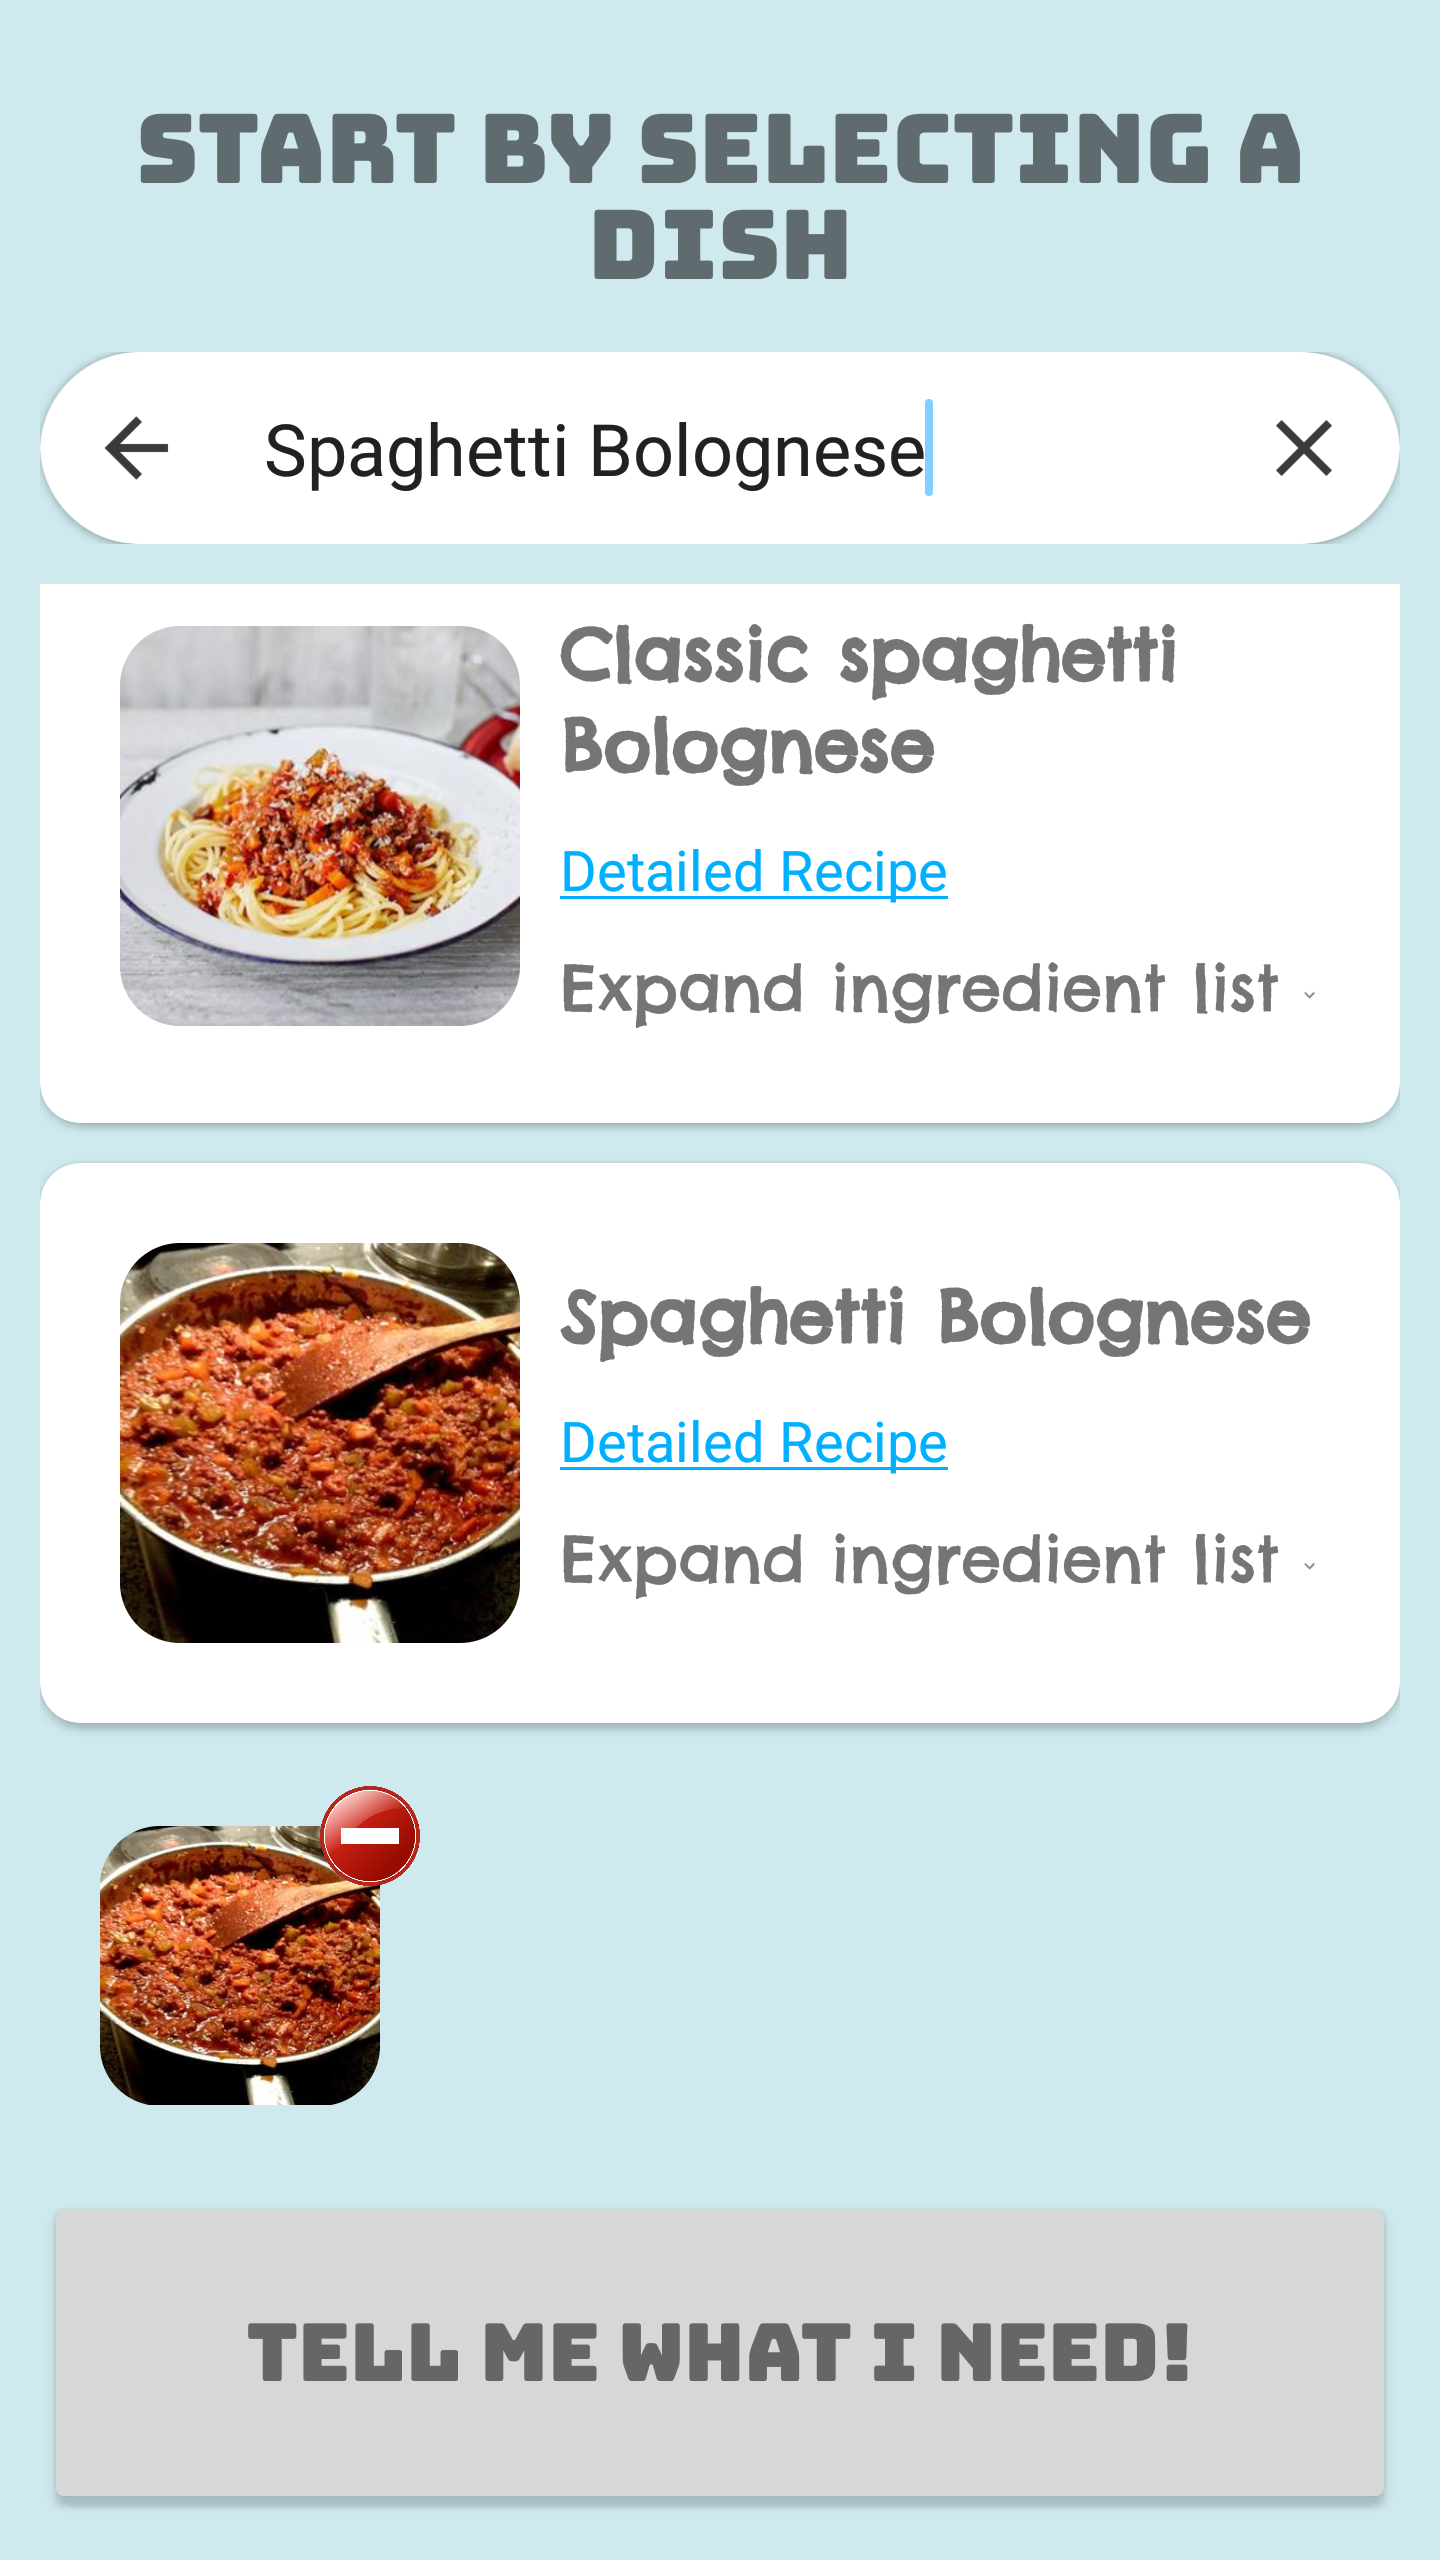 START BY SELECTING A
DISH
Spaghetti Bolognese
Classic spaghetti
Bolognese
Detailed Recipe
Expand ingredient list
Spaghetti Bolognese
Detailed Recipe
Expand ingredient list
TELL ME WHAT I NEED!